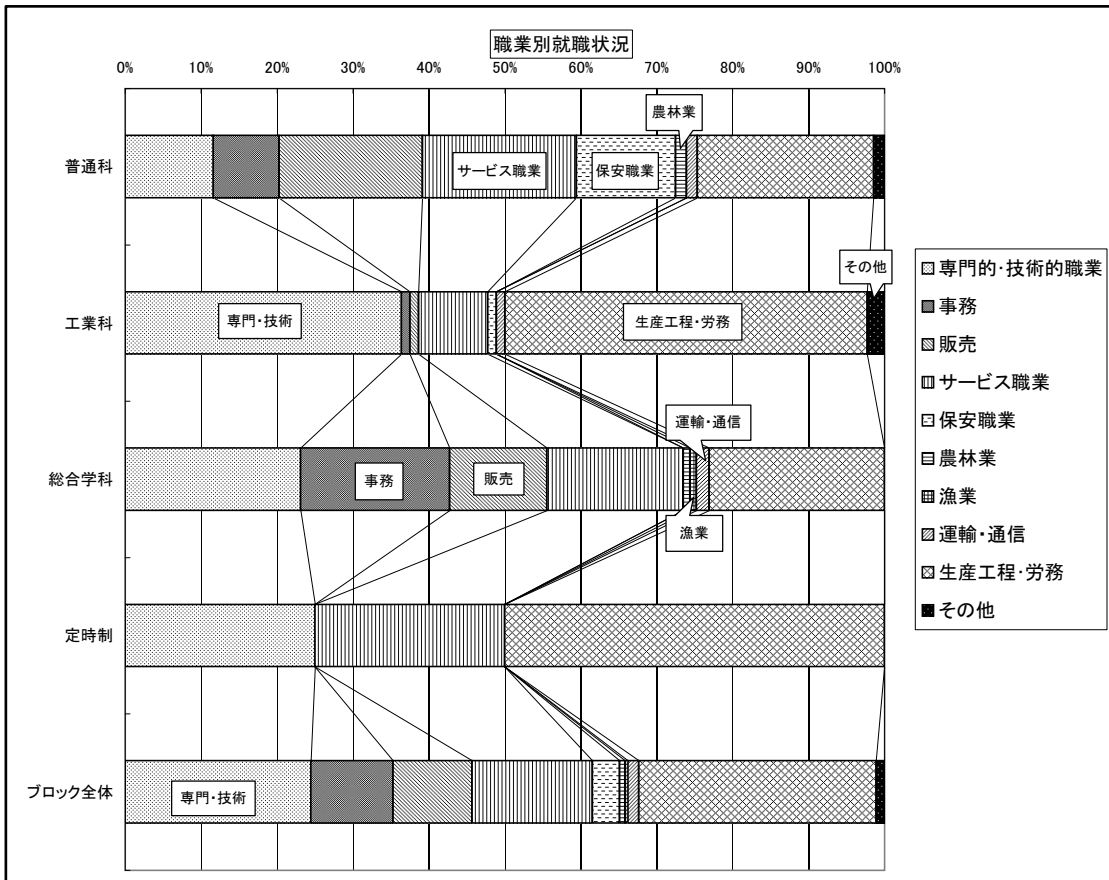 職業別就職状況
0% 10% 20% 30% 40% 50% 60% 70% 80% 90% 100%
農林業
普通科
サービス職業
保安職業
その他
工業科
専門・技術
生産工程・労務
運輸・通信
総合学科
事務
販売
漁業
定時制
ブロック全体
専門・技術
専門的・技術的職業
事務
販売
サービス職業
保安職業
農林業
漁業
運輸・通信
生産工程・労務
その他